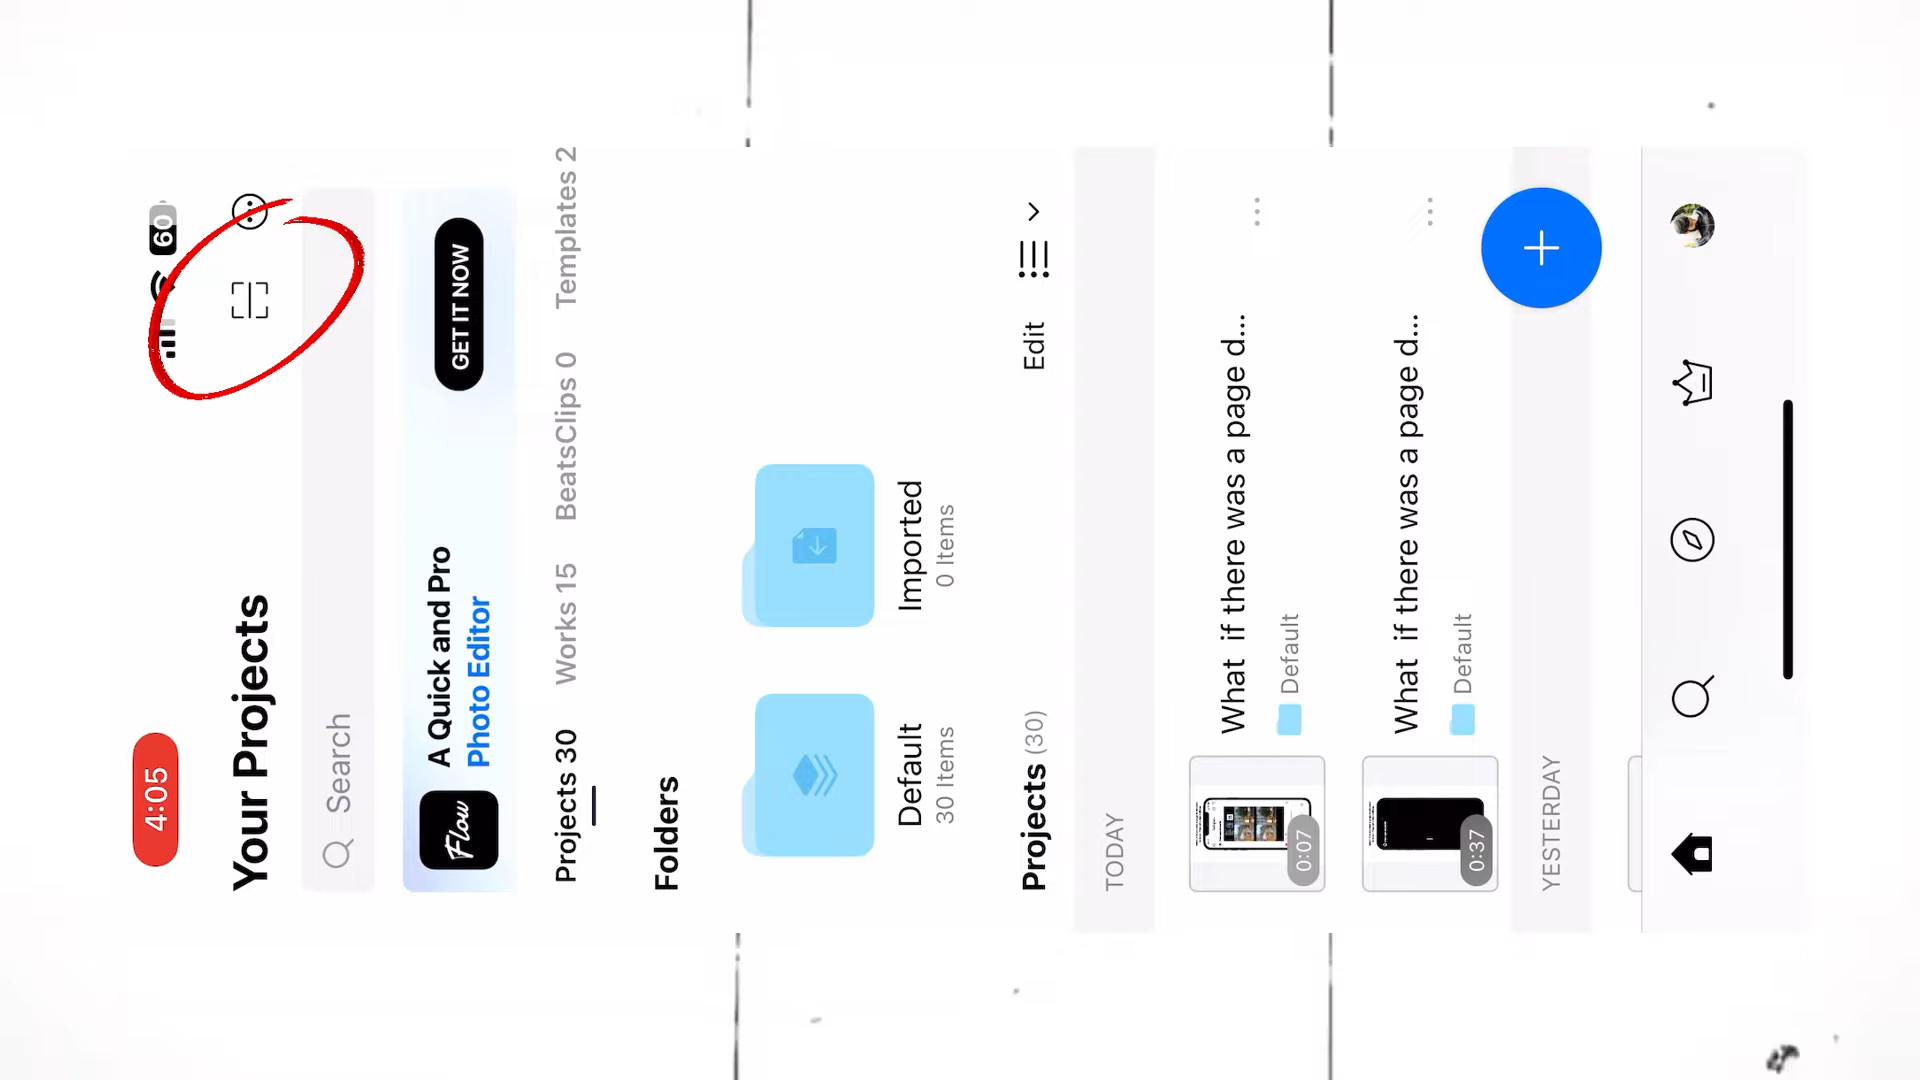 4:05
60
Your Projects
Search
Flow
A Quick and Pro
Photo Editor
GET IT NOW
Projects 30 Works 15 BeatsClips 0 Templates 2
Folders
Default
30 Items
Imported
0 Items
Projects (30)
Edit
TODAY
What if there was a page d...
Default
0:07
What if there was a page d...
Default
0:37
YESTERDAY